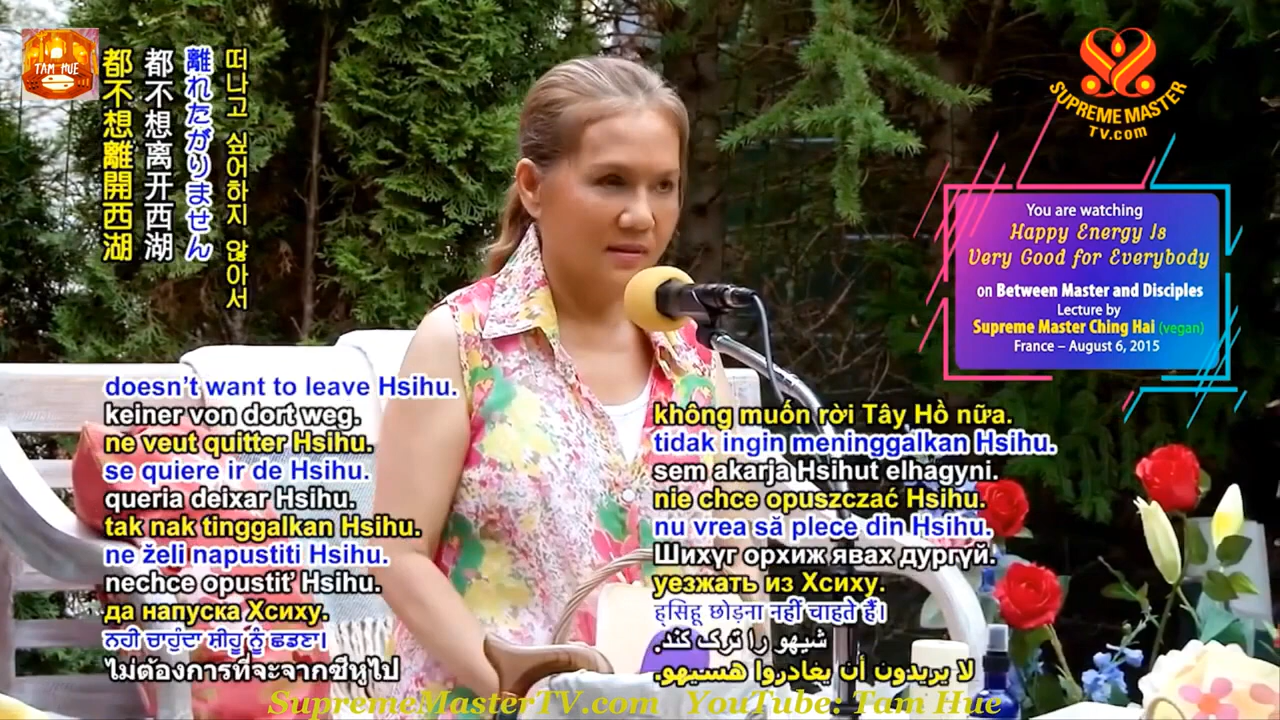 TAM HUE
都不想離開西湖
都不想离开西湖
離れたがりません
떠나고 싶어하지 않아서
SUPREME MASTER
TV.com
You are watching
Happy Energy Is
Very Good for Everybody
on Between Master and Disciples
Lecture by
Supreme Master Ching Hai (vegan)
France – August 6, 2015
doesn't want to leave Hsihu.
keiner von dort weg.
ne veut quitter Hsihu.
se quiere ir de Hsihu.
queria deixar Hsihu.
tak nak tinggalkan Hsihu.
ne želi napustiti Hsihu.
nechce opustiť Hsihu.
да напуска Хсиху.
ਨਹੀ ਚਾਹੁੰਦਾ ਸ਼ੀਹੂ ਨੂੰ ਛਡਣਾ।
ไม่ต้องการที่จะจากซีหูไป
không muốn rời Tây Hồ nữa.
tidak ingin meninggalkan Hsihu.
sem akarja Hsihut elhagyni.
nie chce opuszczać Hsihu.
nu vrea să plece din Hsihu.
Шихүг орхиж явах дургүй.
уезжать из Хсиху.
ह्सिहू छोड़ना नहीं चाहते हैं।
شیهو را ترک کند.
لا يريدون أن يغادروا هسيهو.
SupremeMasterTV.com YouTube: Tam Hue